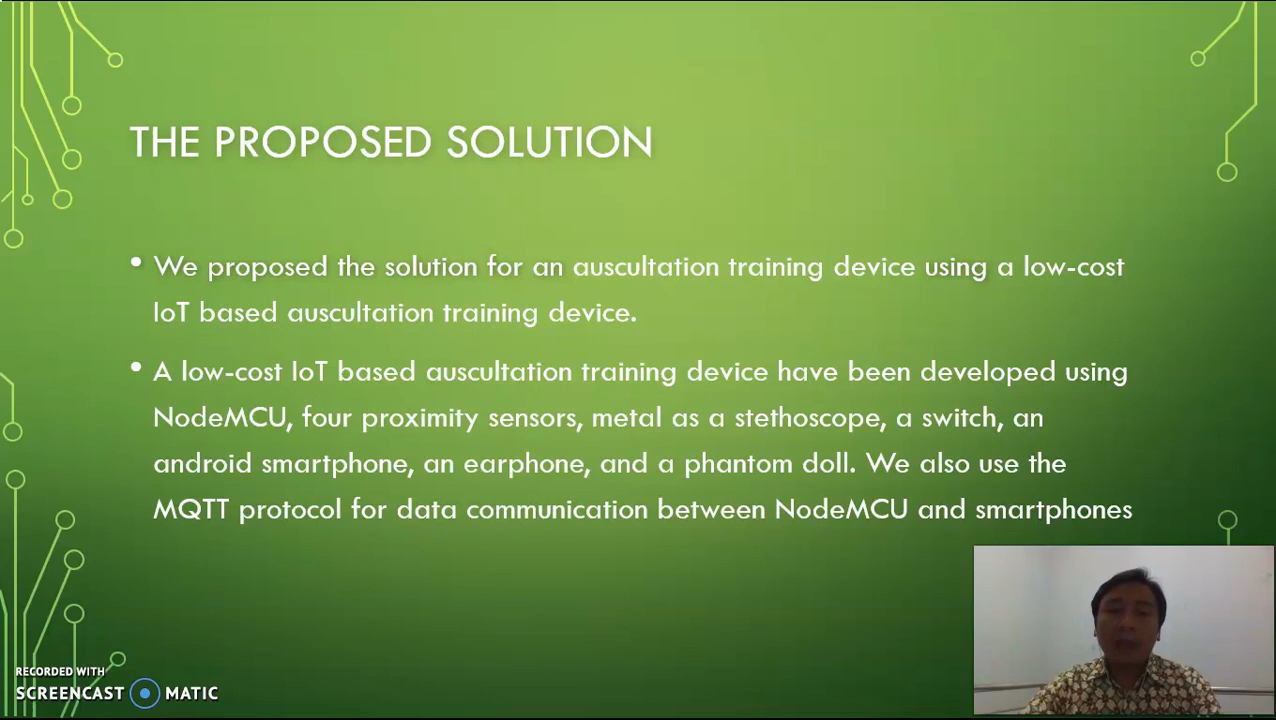 THE PROPOSED SOLUTION
• We proposed the solution for an auscultation training device using a low-cost
IoT based auscultation training device.
• A low-cost IoT based auscultation training device have been developed using
NodeMCU, four proximity sensors, metal as a stethoscope, a switch, an
android smartphone, an earphone, and a phantom doll. We also use the
MQTT protocol for data communication between NodeMCU and smartphones
RECORDED WITH
SCREENCAST MATIC